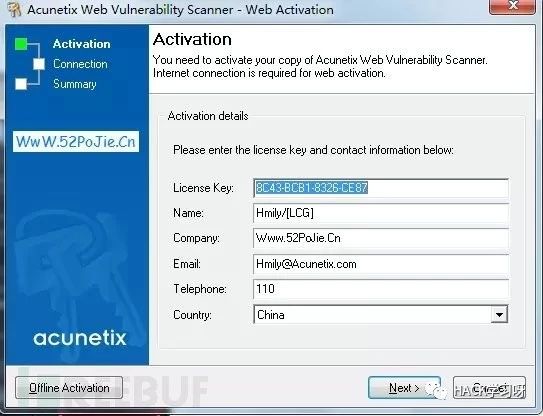 Acunetix Web Vulnerability Scanner - Web Activation
Activation
Connection
Summary
WwW.52PoJie.Cn
acunetix
Activation
You need to activate your copy of Acunetix Web Vulnerability Scanner.
Internet connection is required for web activation.
Activation details
Please enter the license key and contact information below:
License Key: 8C43-BCB1-8326-CE87
Name: Hmily/[LCG]
Company: Www.52PoJie.Cn
Email: Hmily@Acunetix.com
Telephone: 110
Country: China
Offline Activation
Next >
HACK学习呀
REEBUF